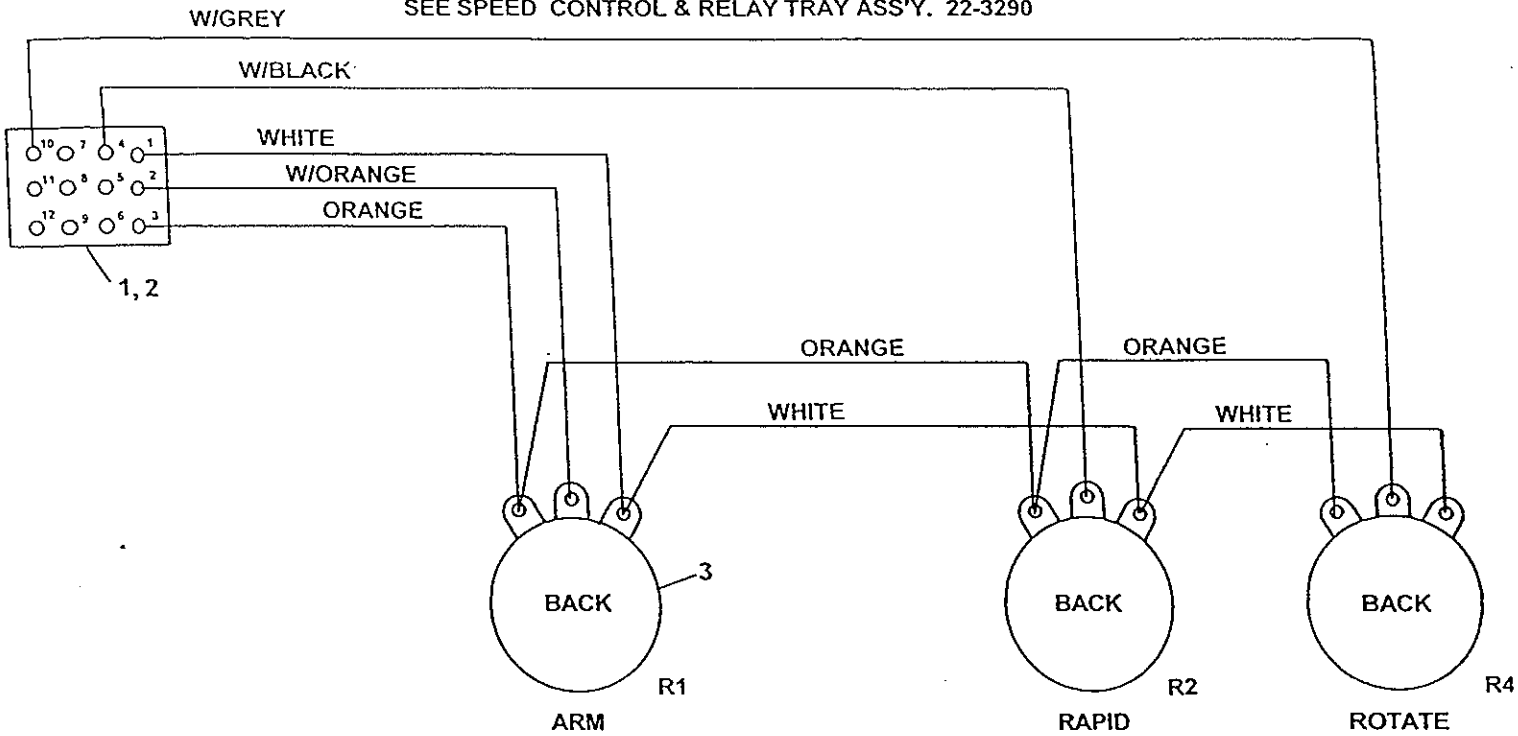 SEE SPEED CONTROL & RELAY TRAY ASS'Y. 22-3290
W/GREY
W/BLACK
WHITE
W/ORANGE
ORANGE
10 7 4 1
11 8 5 2
12 9 6 3
1, 2
ORANGE
ORANGE
WHITE
WHITE
3
BACK
BACK
BACK
R1
R2
R4
ARM
RAPID
ROTATE